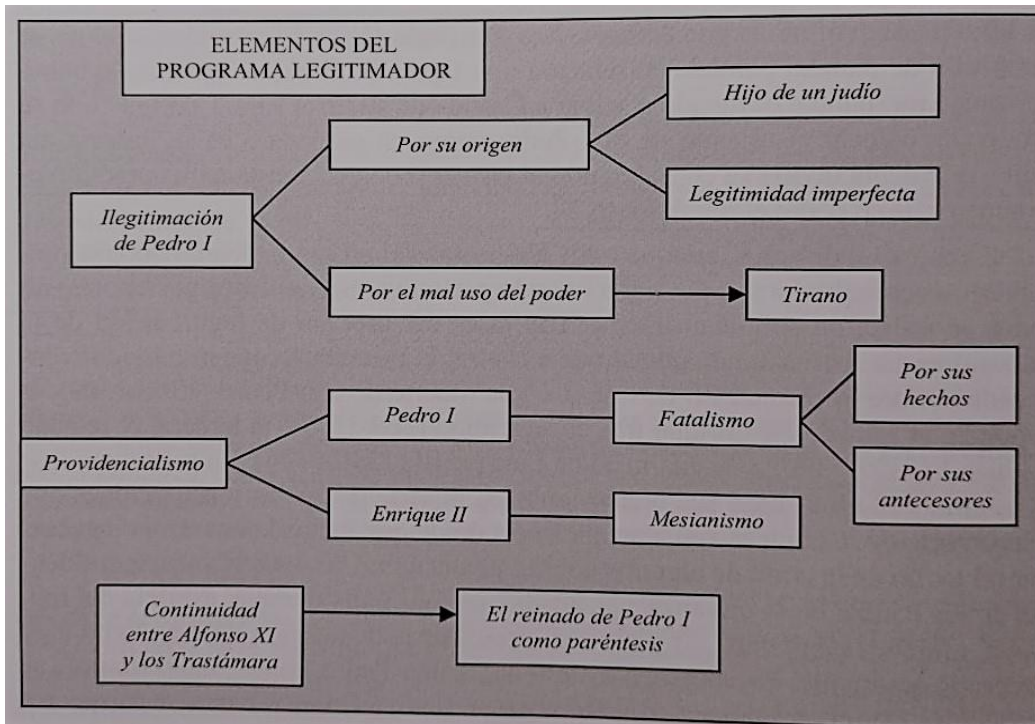 ELEMENTOS DEL
PROGRAMA LEGITIMADOR
Hijo de un judío
Por su origen
Legitimidad imperfecta
Ilegitimación
de Pedro I
Por el mal uso del poder
Tirano
Por sus
hechos
Pedro I
Fatalismo
Providencialismo
Por sus
antecesores
Enrique II
Mesianismo
Continuidad
entre Alfonso XI
y los Trastámara
El reinado de Pedro I
como paréntesis